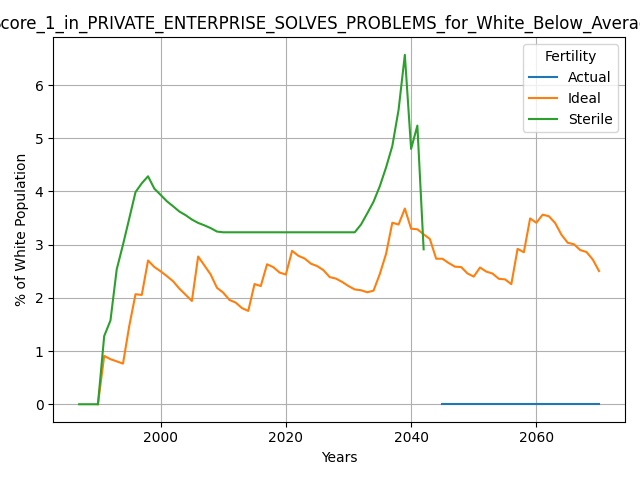 core_1_in_PRIVATE_ENTERPRISE_SOLVES_PROBLEMS_for_White_Below_Avera
Fertility
Actual
Ideal
Sterile
% of White Population
6
5
4
3
2
1
0
2000 2020 2040 2060
Years